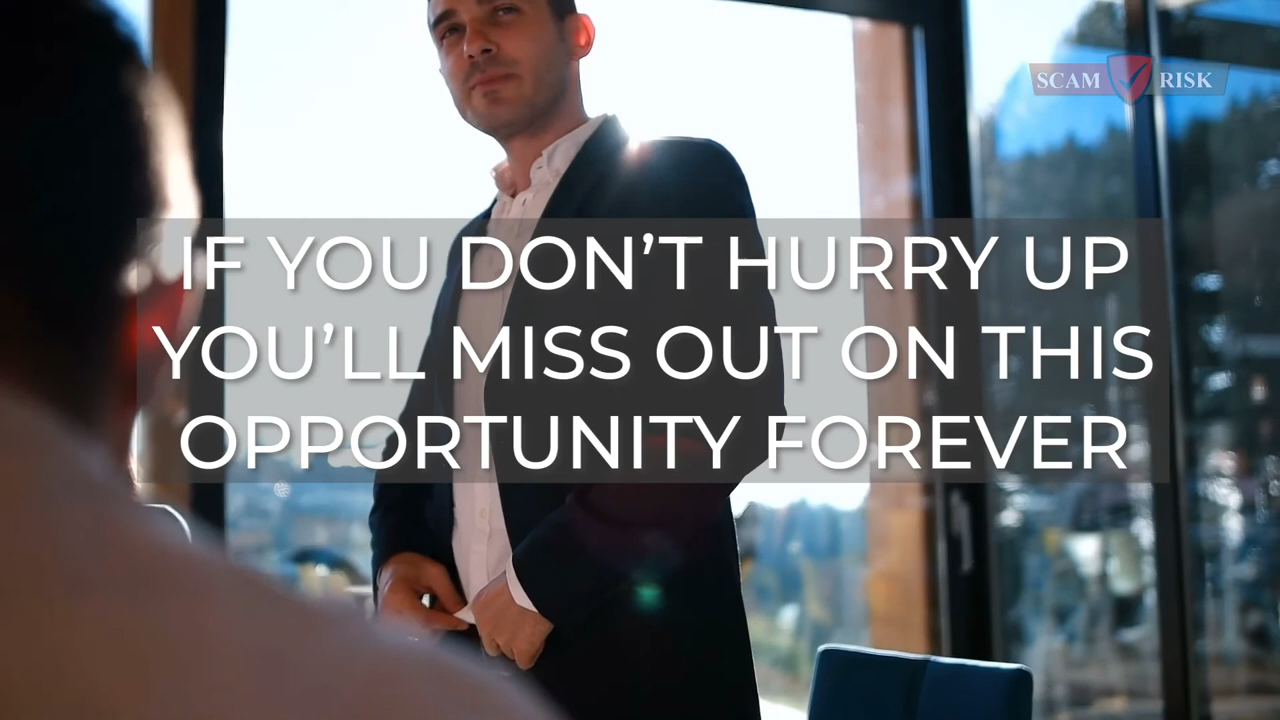 SCAM RISK
IF YOU DON’T HURRY UP
YOU’LL MISS OUT ON THIS
OPPORTUNITY FOREVER